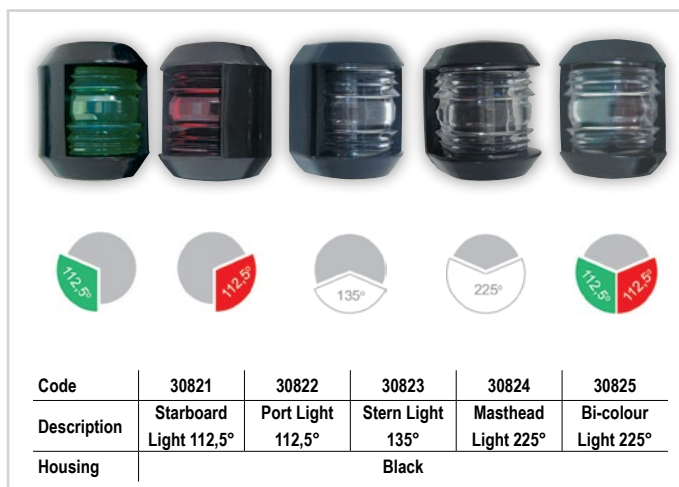 112,5°
112,5°
135°
225°
112,5° 112,5°
Code 30821 30822 30823 30824 30825
Description Starboard Light 112,5° Port Light 112,5° Stern Light 135° Masthead Light 225° Bi-colour Light 225°
Housing Black